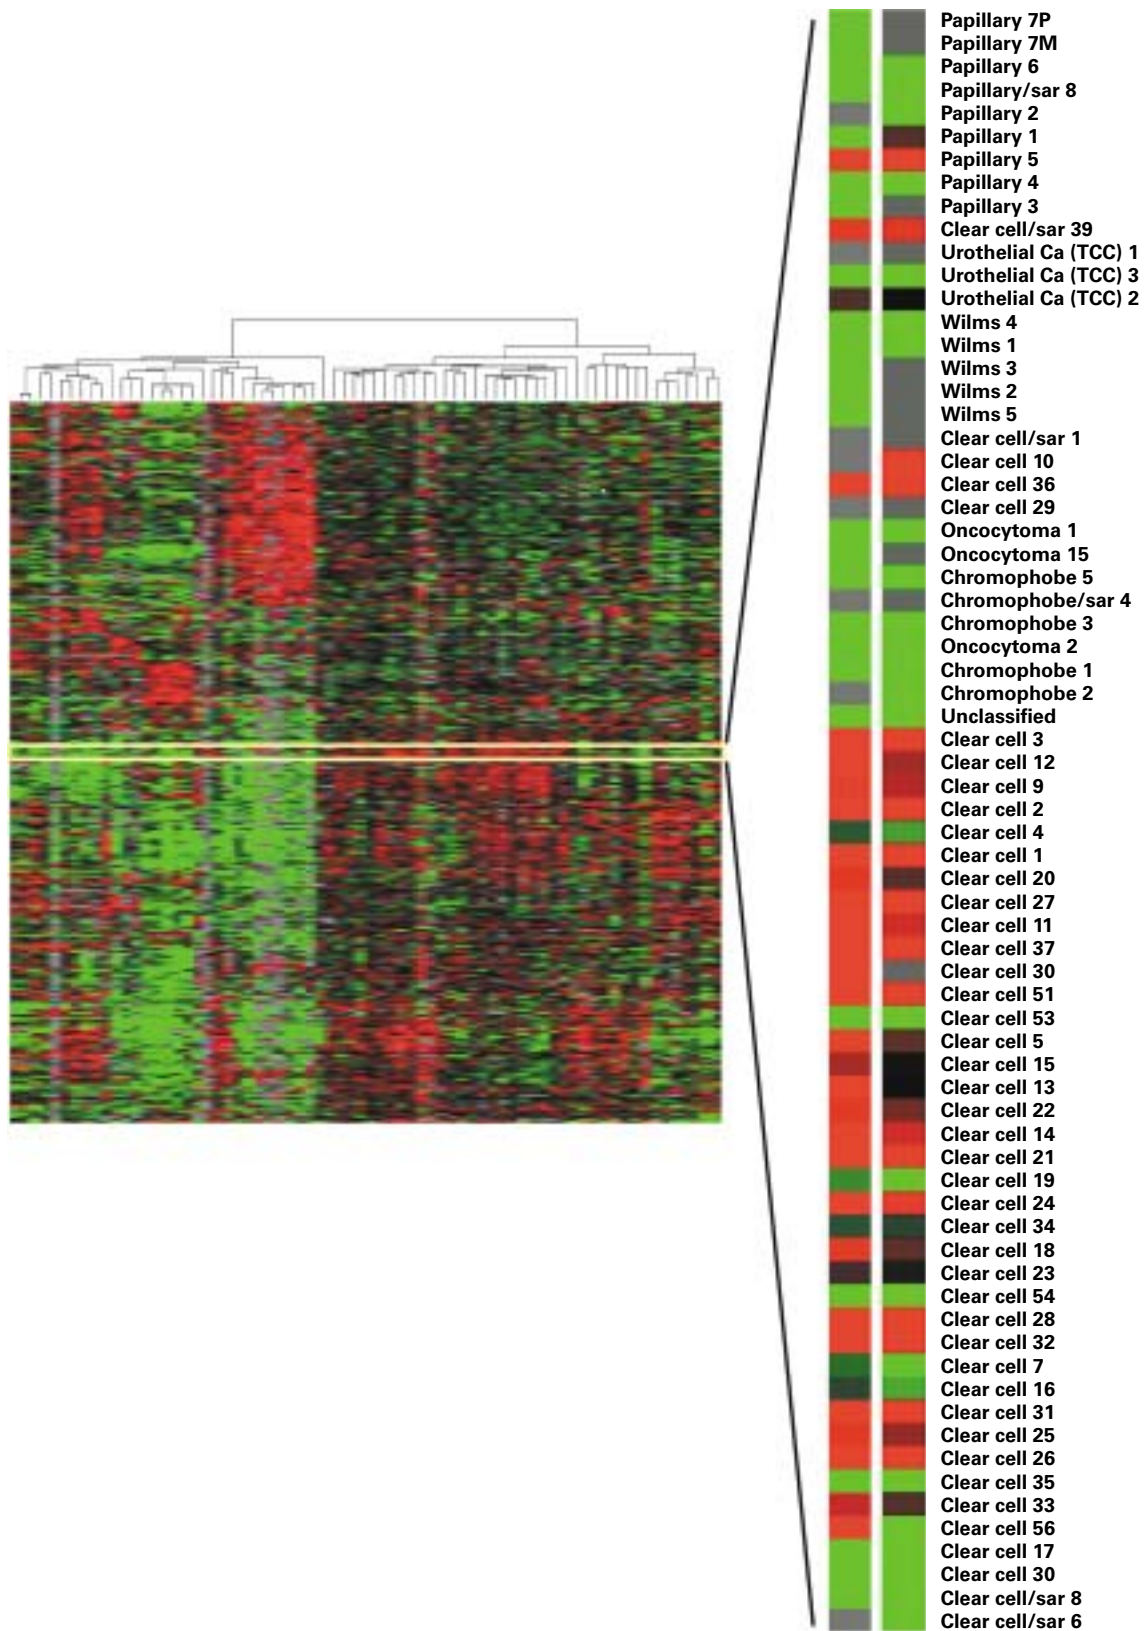 Papillary 7P
Papillary 7M
Papillary 6
Papillary/sar 8
Papillary 2
Papillary 1
Papillary 5
Papillary 4
Papillary 3
Clear cell/sar 39
Urothelial Ca (TCC) 1
Urothelial Ca (TCC) 3
Urothelial Ca (TCC) 2
Wilms 4
Wilms 1
Wilms 3
Wilms 2
Wilms 5
Clear cell/sar 1
Clear cell 10
Clear cell 36
Clear cell 29
Oncocytoma 1
Oncocytoma 15
Chromophobe 5
Chromophobe/sar 4
Chromophobe 3
Oncocytoma 2
Chromophobe 1
Chromophobe 2
Unclassified
Clear cell 3
Clear cell 12
Clear cell 9
Clear cell 2
Clear cell 4
Clear cell 1
Clear cell 20
Clear cell 27
Clear cell 11
Clear cell 37
Clear cell 30
Clear cell 51
Clear cell 53
Clear cell 5
Clear cell 15
Clear cell 13
Clear cell 22
Clear cell 14
Clear cell 21
Clear cell 19
Clear cell 24
Clear cell 34
Clear cell 18
Clear cell 23
Clear cell 54
Clear cell 28
Clear cell 32
Clear cell 7
Clear cell 16
Clear cell 31
Clear cell 25
Clear cell 26
Clear cell 35
Clear cell 33
Clear cell 56
Clear cell 17
Clear cell 30
Clear cell/sar 8
Clear cell/sar 6